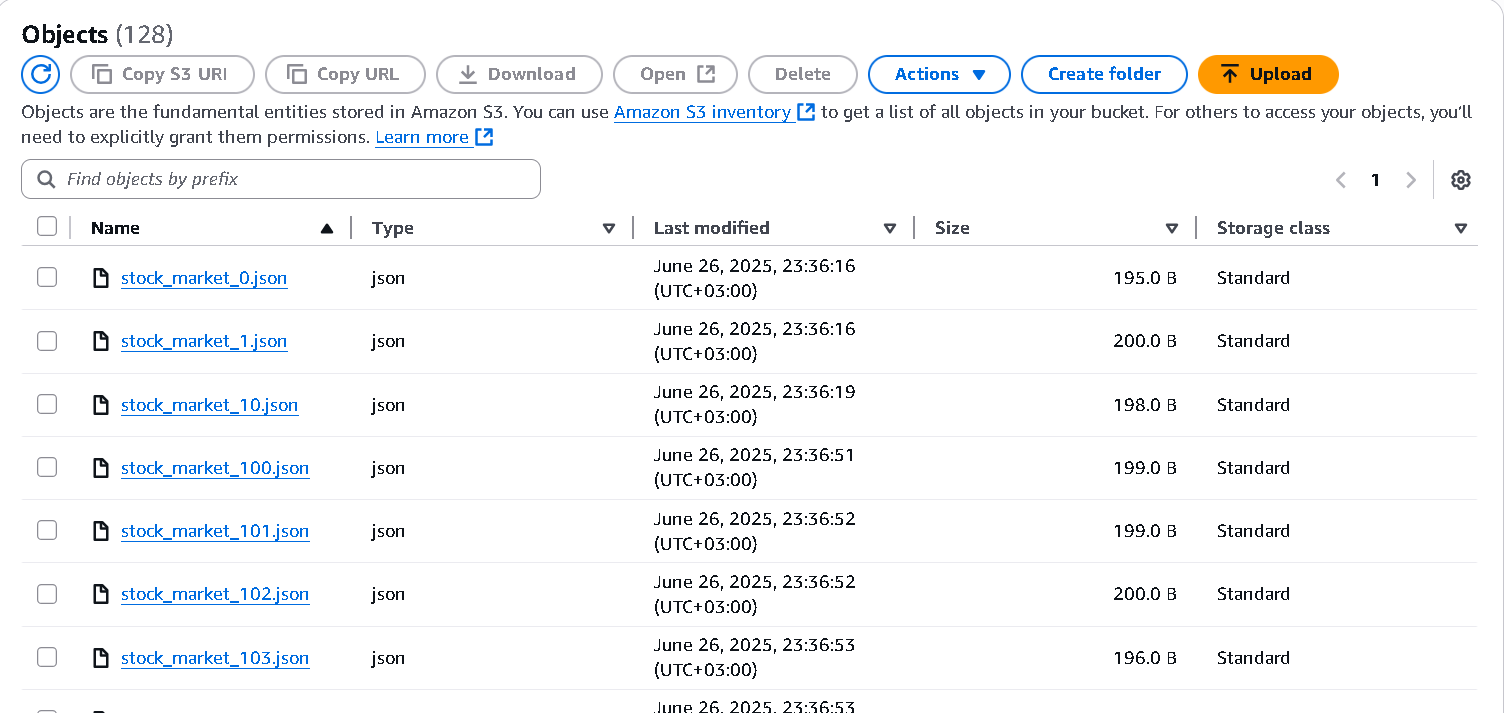 Objects (128)
Copy S3 URI Copy URL Download Open Delete Actions Create folder Upload
Objects are the fundamental entities stored in Amazon S3. You can use Amazon S3 inventory to get a list of all objects in your bucket. For others to access your objects, you'll
need to explicitly grant them permissions. Learn more
Find objects by prefix 1
Name Type Last modified Size Storage class
stock_market_0.json json June 26, 2025, 23:36:16 (UTC+03:00) 195.0 B Standard
stock_market_1.json json June 26, 2025, 23:36:16 (UTC+03:00) 200.0 B Standard
stock_market_10.json json June 26, 2025, 23:36:19 (UTC+03:00) 198.0 B Standard
stock_market_100.json json June 26, 2025, 23:36:51 (UTC+03:00) 199.0 B Standard
stock_market_101.json json June 26, 2025, 23:36:52 (UTC+03:00) 199.0 B Standard
stock_market_102.json json June 26, 2025, 23:36:52 (UTC+03:00) 200.0 B Standard
stock_market_103.json json June 26, 2025, 23:36:53 (UTC+03:00) 196.0 B Standard
June 26, 2025, 23:36:53